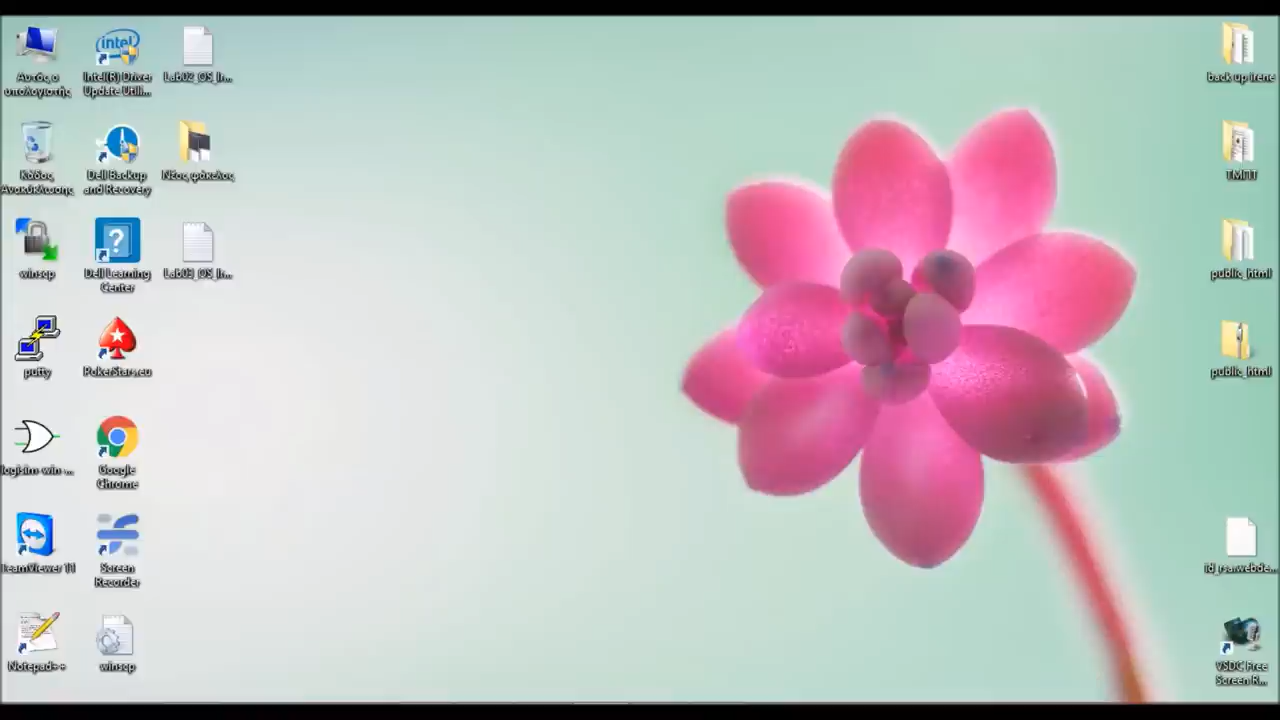 Αυτός ο
υπολογιστής
Intel(R) Driver
Update Utili...
Lab02_OS_In...
Κάδος
Ανακύκλωσης
Dell Backup
and Recovery
Νέος φάκελος
winscp
Dell Learning
Center
Lab03_OS_In...
putty
PokerStars.eu
logisim-win-...
Google
Chrome
TeamViewer 11
Screen
Recorder
Notepad++
winscp
back up irene
ΤΜΠΤ
public_html
public_html
id_rsa.webde...
VSDC Free
Screen R...
intel